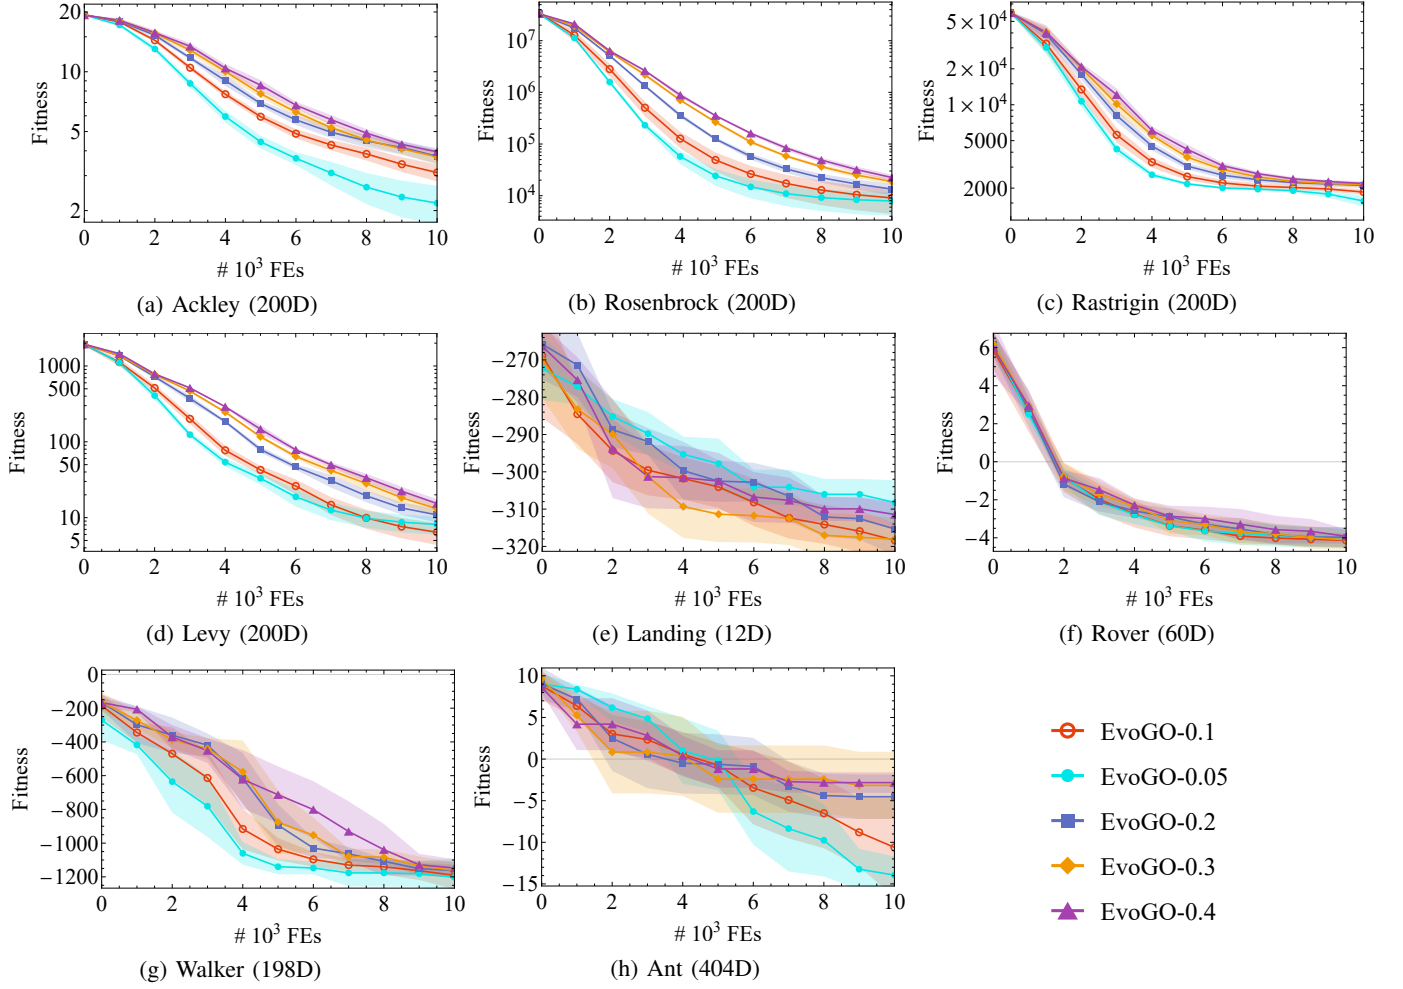 20
10
5
2
Fitness
0 2 4 6 8 10
# 10³ FEs
(a) Ackley (200D)
10⁷
10⁶
10⁵
10⁴
Fitness
0 2 4 6 8 10
# 10³ FEs
(b) Rosenbrock (200D)
5 × 10⁴
2 × 10⁴
1 × 10⁴
5000
2000
Fitness
0 2 4 6 8 10
# 10³ FEs
(c) Rastrigin (200D)
1000
500
100
50
10
5
Fitness
0 2 4 6 8 10
# 10³ FEs
(d) Levy (200D)
−270
−280
−290
−300
−310
−320
Fitness
0 2 4 6 8 10
# 10³ FEs
(e) Landing (12D)
6
4
2
0
−2
−4
Fitness
0 2 4 6 8 10
# 10³ FEs
(f) Rover (60D)
0
−200
−400
−600
−800
−1000
−1200
Fitness
0 2 4 6 8 10
# 10³ FEs
(g) Walker (198D)
10
5
0
−5
−10
−15
Fitness
0 2 4 6 8 10
# 10³ FEs
(h) Ant (404D)
EvoGO-0.1
EvoGO-0.05
EvoGO-0.2
EvoGO-0.3
EvoGO-0.4